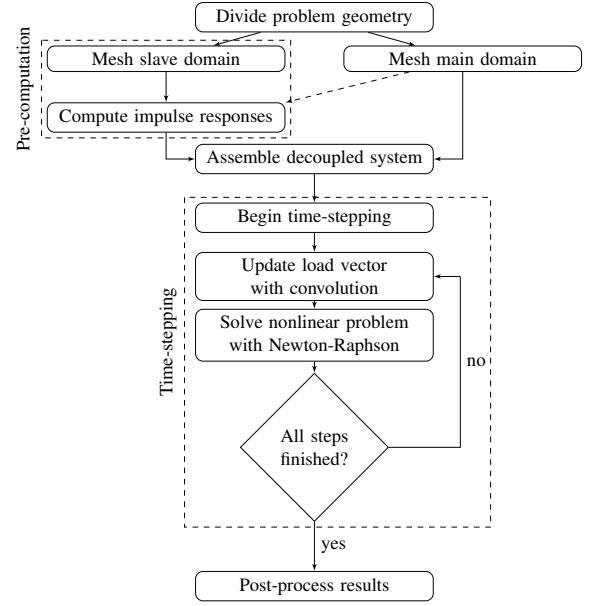 Divide problem geometry
Mesh slave domain
Mesh main domain
Pre-computation
Compute impulse responses
Assemble decoupled system
Begin time-stepping
Update load vector
with convolution
Solve nonlinear problem
with Newton-Raphson
Time-stepping
no
All steps
finished?
yes
Post-process results